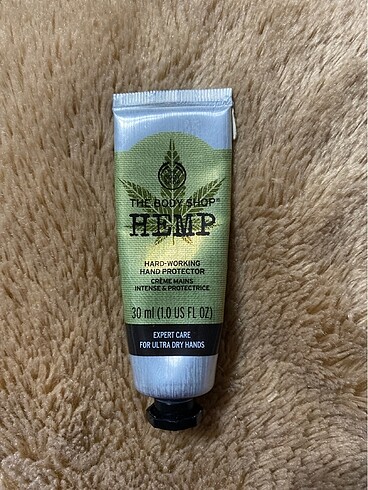 THE BODY SHOP®
HEMP
HARD-WORKING
HAND PROTECTOR
CRÈME MAINS
INTENSE & PROTECTRICE
30 ml (1.0 US FL OZ)
EXPERT CARE
FOR ULTRA DRY HANDS